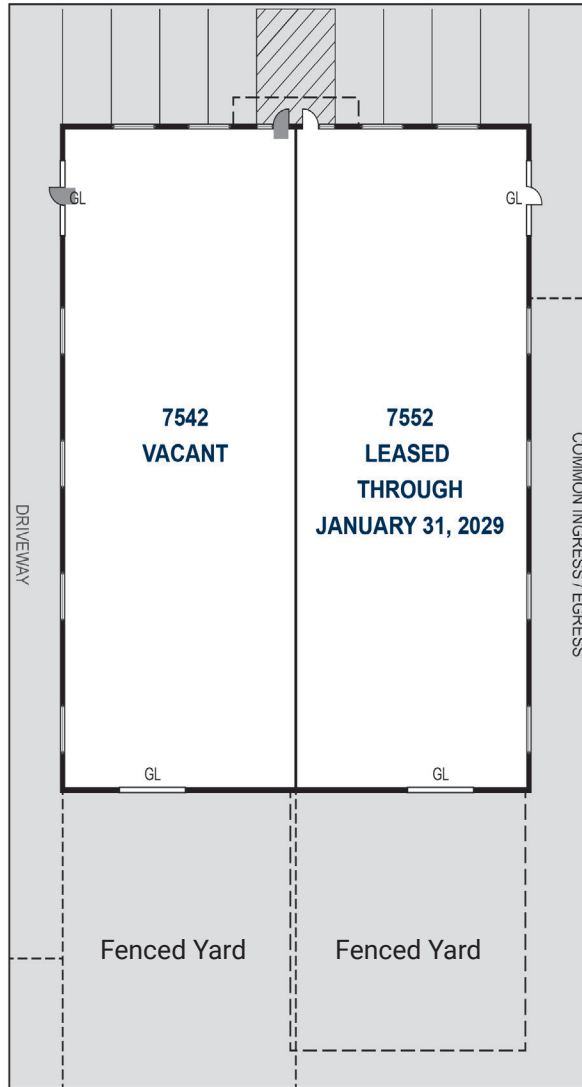 GL
GL
7542
VACANT
7552
LEASED
THROUGH
JANUARY 31, 2029
DRIVEWAY
COMMON INGRESS / EGRESS
GL
GL
Fenced Yard
Fenced Yard